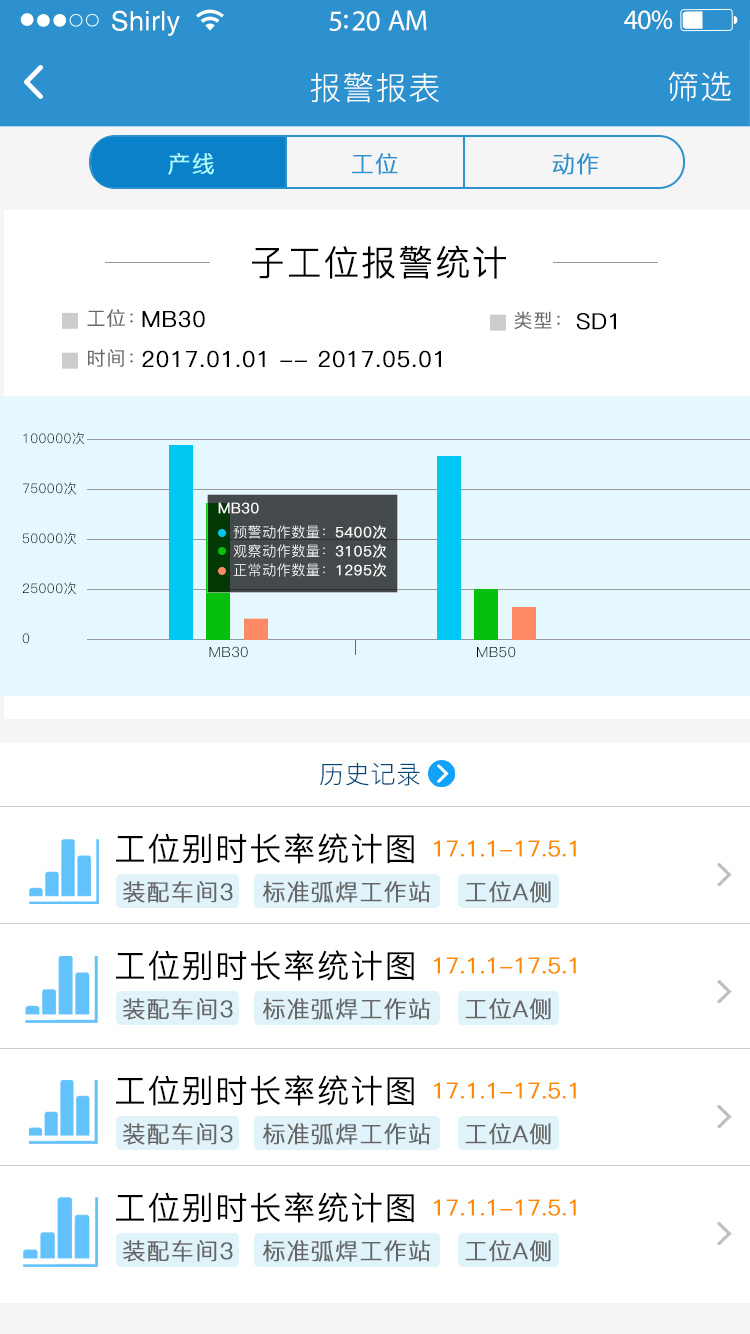 Shirly 5:20 AM 40%
报警报表 筛选
产线 工位 动作
子工位报警统计
工位: MB30 类型: SD1
时间: 2017.01.01 -- 2017.05.01
100000次
75000次
50000次
25000次
0
MB30
预警动作数量: 5400次
观察动作数量: 3105次
正常动作数量: 1295次
MB30 MB50
历史记录
工位别时长率统计图 17.1.1-17.5.1
装配车间3 标准弧焊工作站 工位A侧
工位别时长率统计图 17.1.1-17.5.1
装配车间3 标准弧焊工作站 工位A侧
工位别时长率统计图 17.1.1-17.5.1
装配车间3 标准弧焊工作站 工位A侧
工位别时长率统计图 17.1.1-17.5.1
装配车间3 标准弧焊工作站 工位A侧